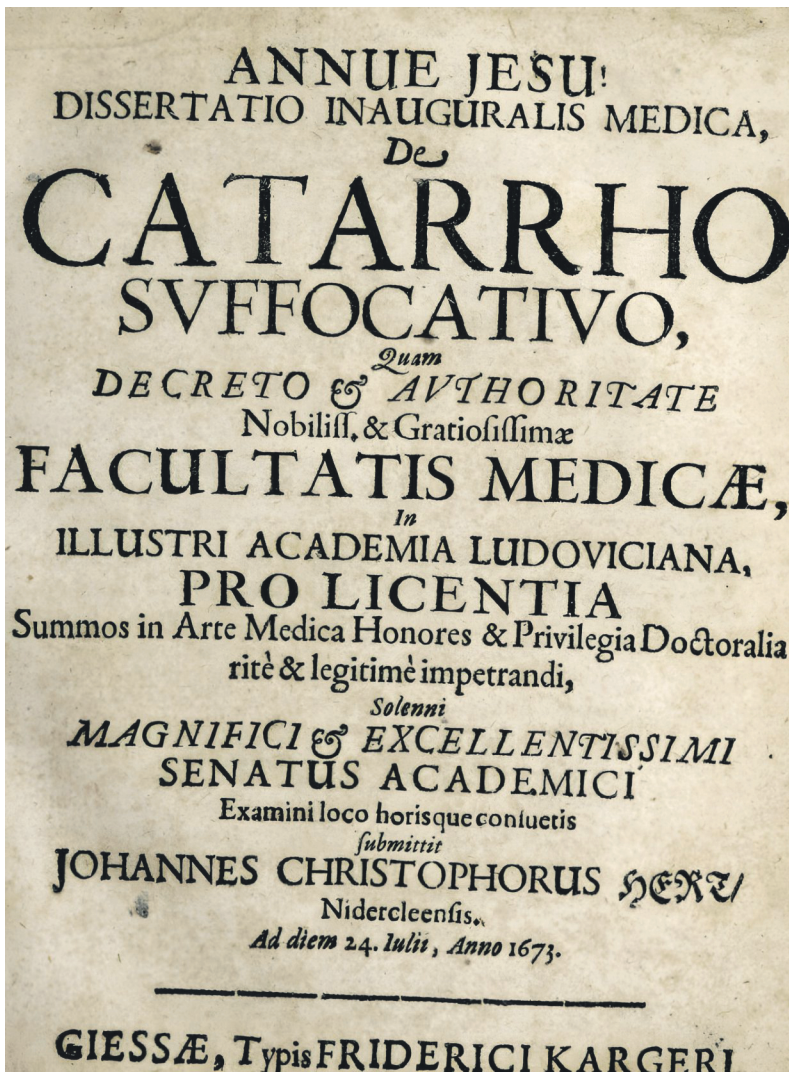 ANNUE JESU!
DISSERTATIO INAUGURALIS MEDICA,
De
CATARRHO
SVFFOCATIVO,
Quam
DECRETO & AVTHORITATE
Nobiliſſ. & Gratioſiſſimæ
FACULTATIS MEDICÆ,
In
ILLUSTRI ACADEMIA LUDOVICIANA,
PRO LICENTIA
Summos in Arte Medica Honores & Privilegia Doctoralia
ritè & legitimè impetrandi,
Solenni
MAGNIFICI & EXCELLENTISSIMI
SENATUS ACADEMICI
Examini loco horisque conſuetis
ſubmittit
JOHANNES CHRISTOPHORUS HERT/
Nidercleenſis.
Ad diem 24. Iulii, Anno 1673.
GIESSÆ, Typis FRIDERICI KARGERI.